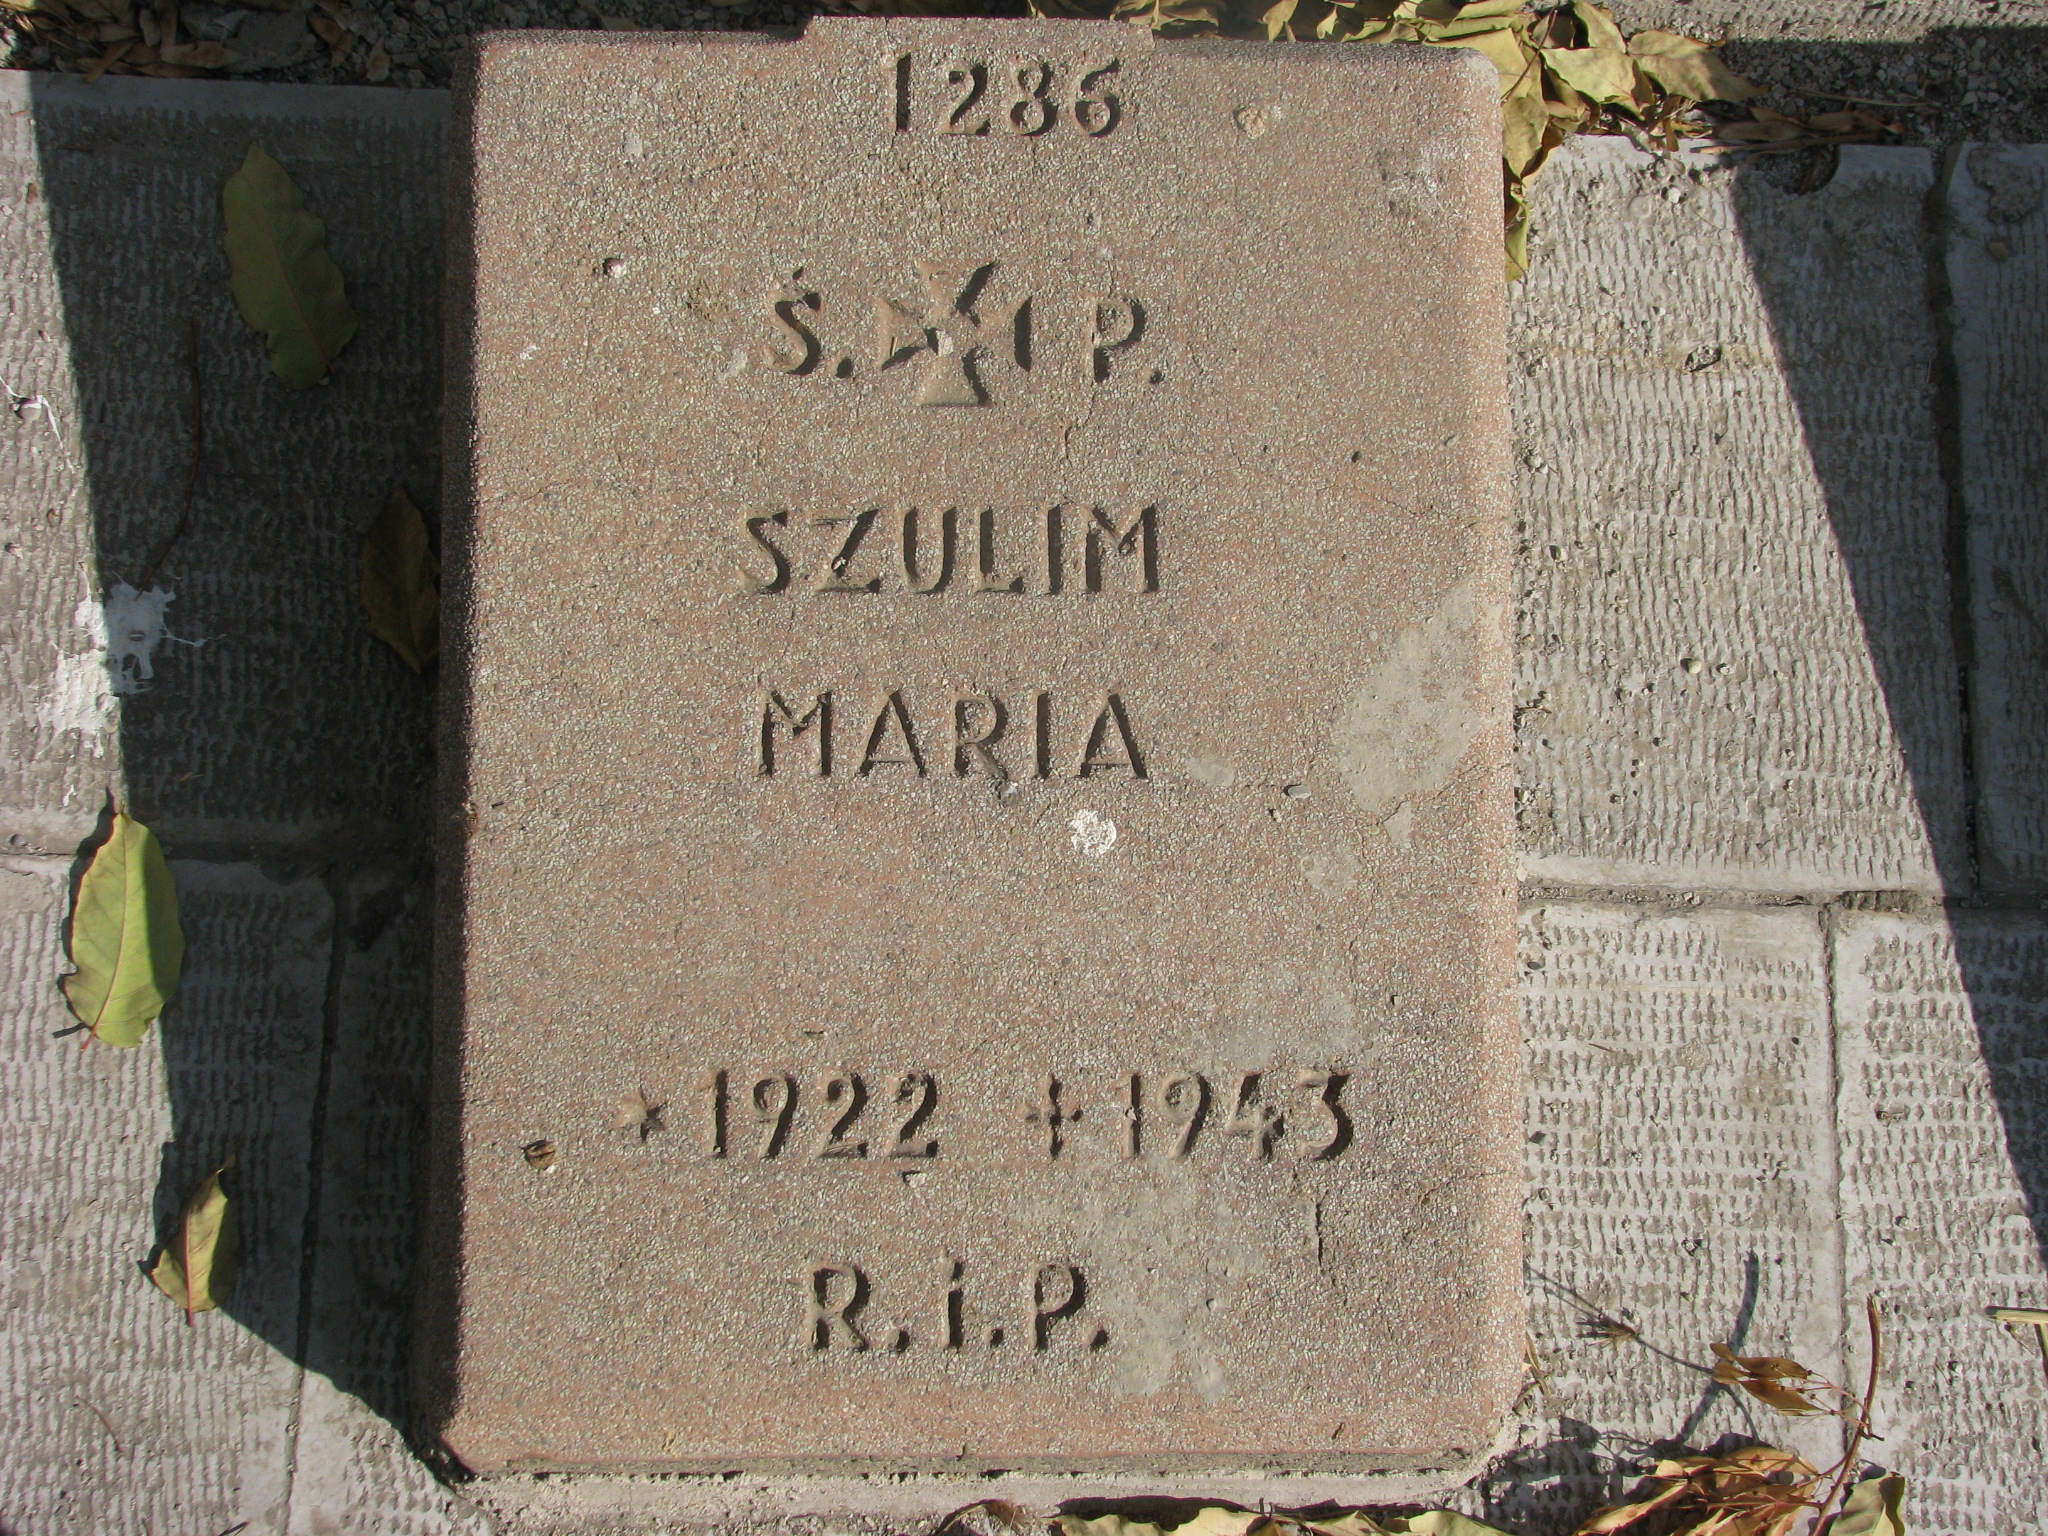 1286
Ś. P.
SZULIM
MARIA
1922 1943
R.i.P.